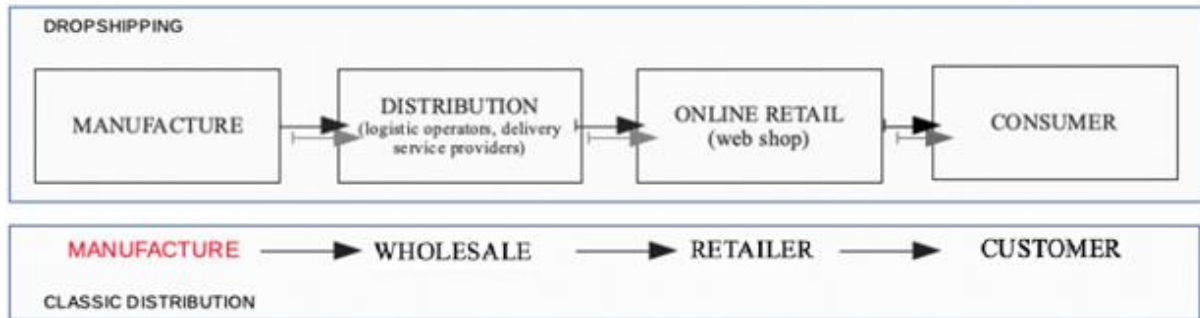 DROPSHIPPING
MANUFACTURE
DISTRIBUTION
(logistic operators, delivery
service providers)
ONLINE RETAIL
(web shop)
CONSUMER
MANUFACTURE
WHOLESALE
RETAILER
CUSTOMER
CLASSIC DISTRIBUTION